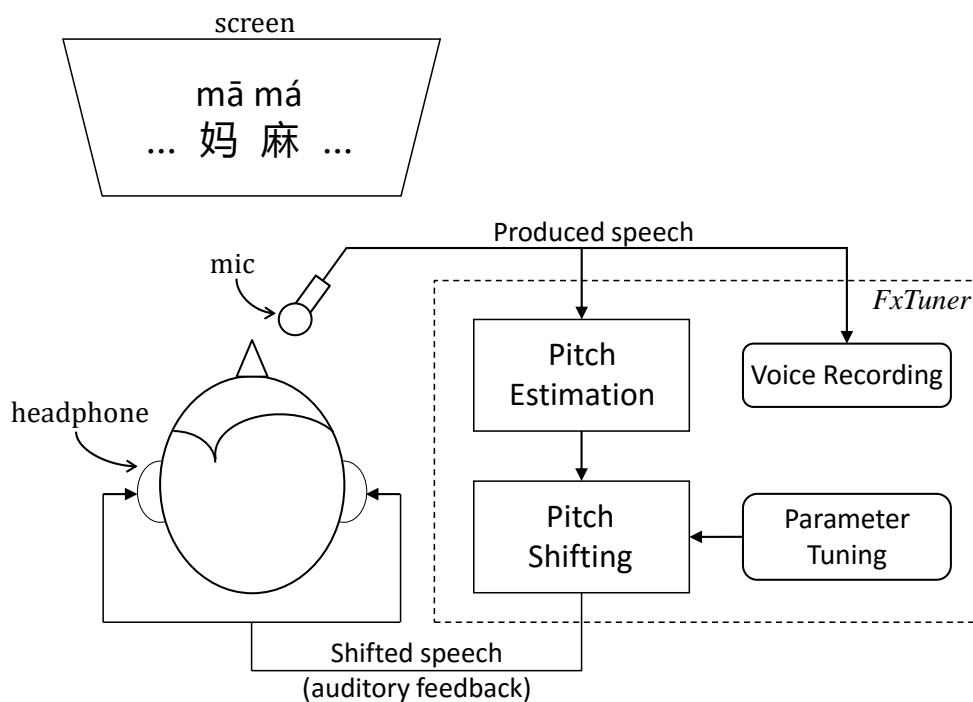 screen
mā má
... 妈 麻 ...
Produced speech
mic
FxTuner
Pitch
Estimation
Voice Recording
headphone
Pitch
Shifting
Parameter
Tuning
Shifted speech
(auditory feedback)